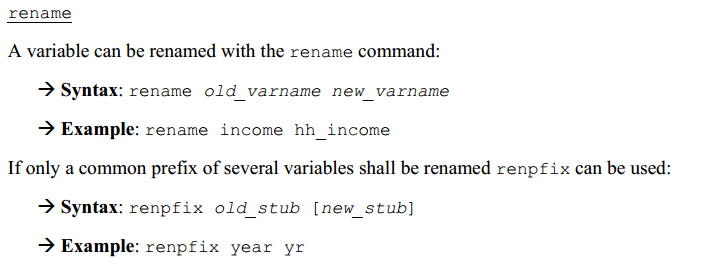 rename
A variable can be renamed with the rename command:
→ Syntax: rename old_varname new_varname
→ Example: rename income hh_income
If only a common prefix of several variables shall be renamed renpfix can be used:
→ Syntax: renpfix old_stub [new_stub]
→ Example: renpfix year yr